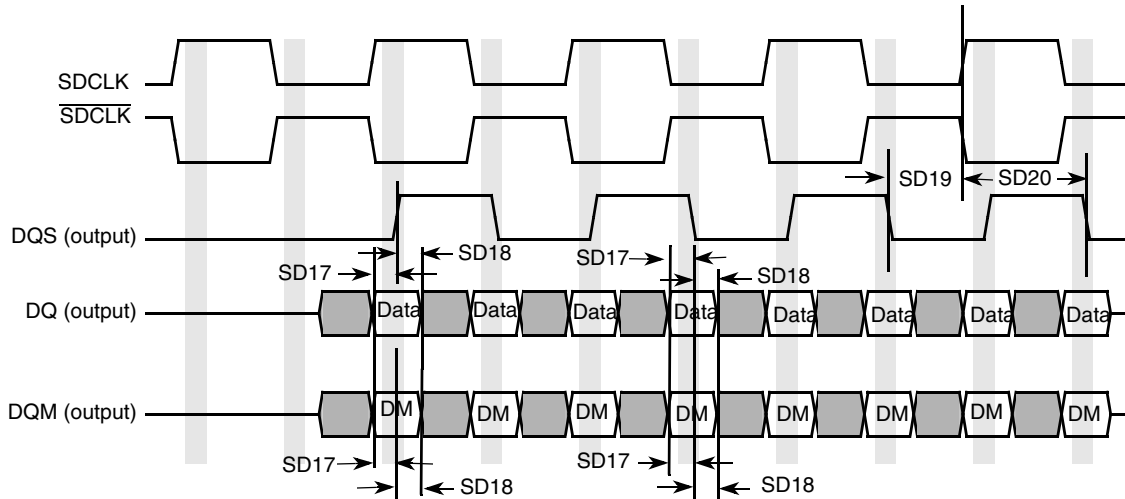 SDCLK
SDCLK
SD19 SD20
DQS (output)
SD18 SD17
SD17 SD18
DQ (output) Data Data Data Data Data Data Data Data
DQM (output) DM DM DM DM DM DM DM DM
SD17 SD17
SD18 SD18